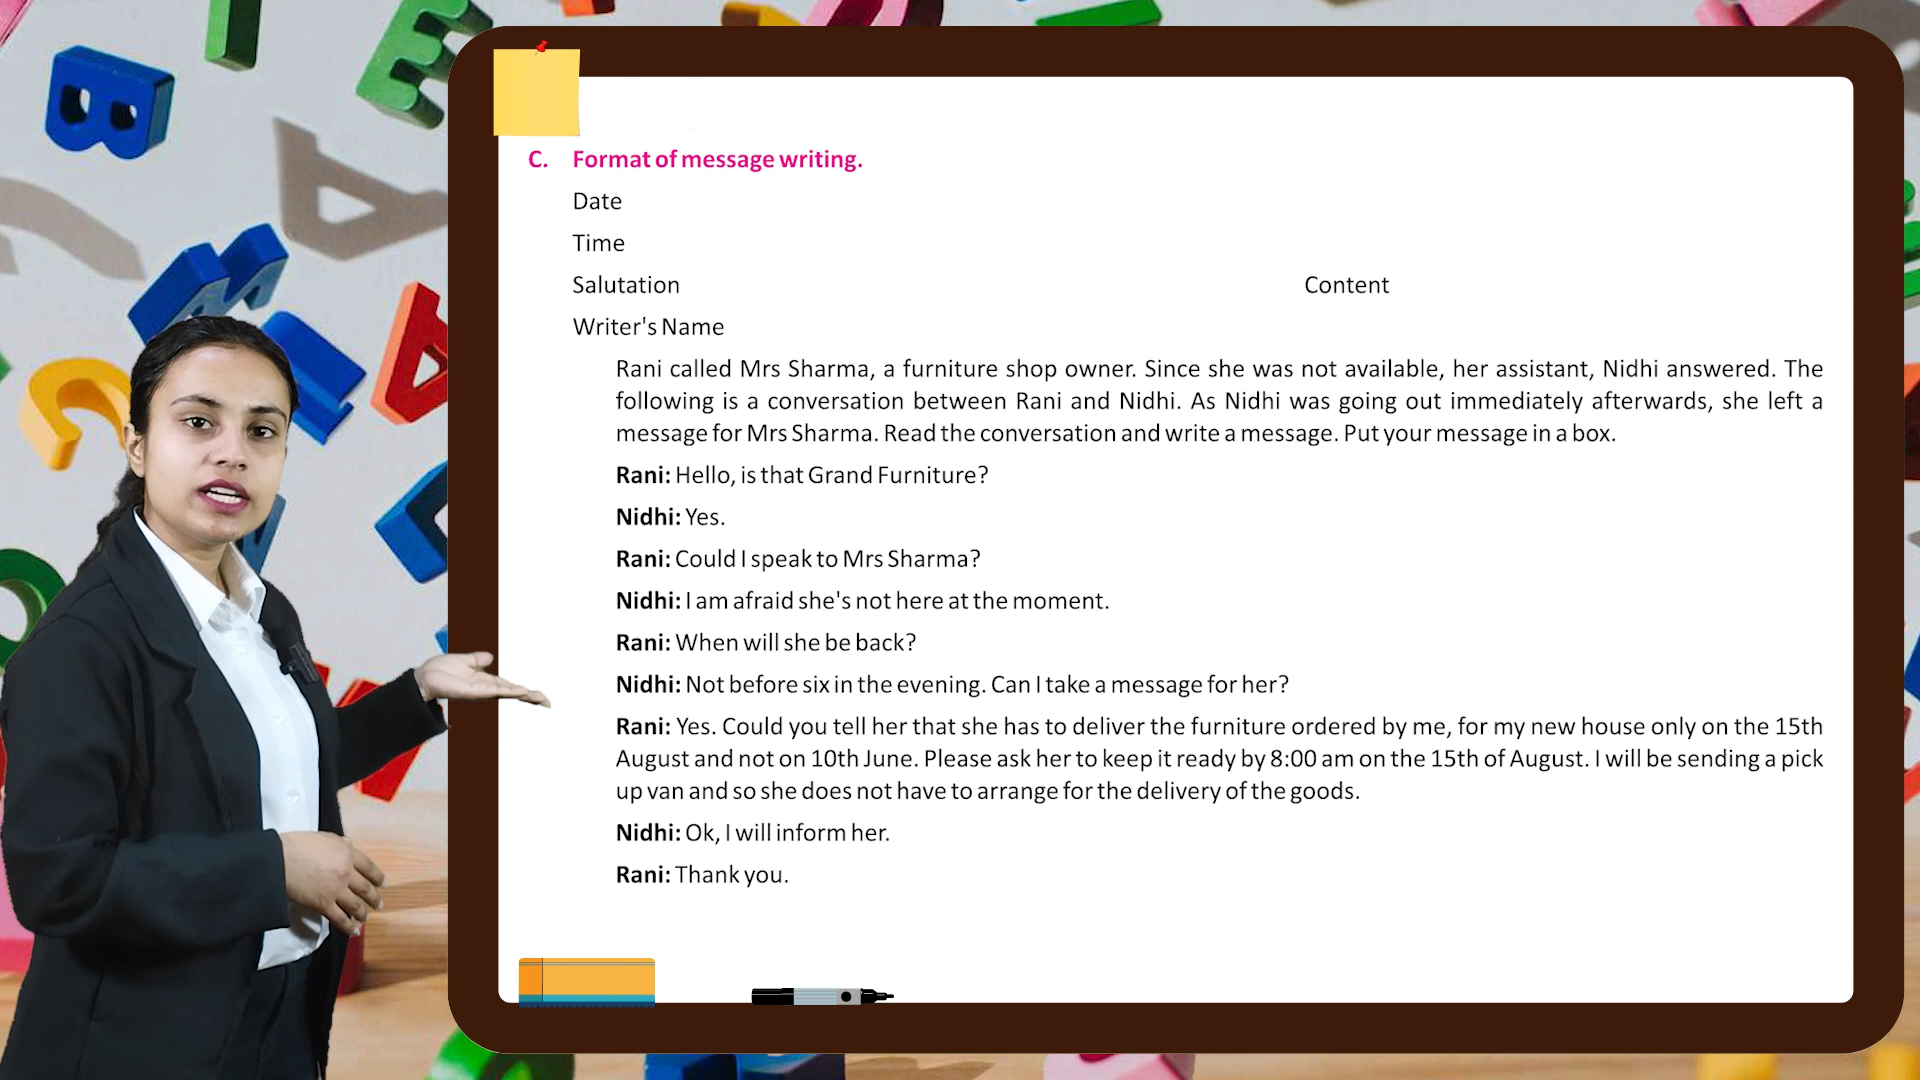 C. Format of message writing.
Date
Time
Salutation Content
Writer's Name
Rani called Mrs Sharma, a furniture shop owner. Since she was not available, her assistant, Nidhi answered. The
following is a conversation between Rani and Nidhi. As Nidhi was going out immediately afterwards, she left a
message for Mrs Sharma. Read the conversation and write a message. Put your message in a box.
Rani: Hello, is that Grand Furniture?
Nidhi: Yes.
Rani: Could I speak to Mrs Sharma?
Nidhi: I am afraid she's not here at the moment.
Rani: When will she be back?
Nidhi: Not before six in the evening. Can I take a message for her?
Rani: Yes. Could you tell her that she has to deliver the furniture ordered by me, for my new house only on the 15th
August and not on 10th June. Please ask her to keep it ready by 8:00 am on the 15th of August. I will be sending a pick
up van and so she does not have to arrange for the delivery of the goods.
Nidhi: Ok, I will inform her.
Rani: Thank you.